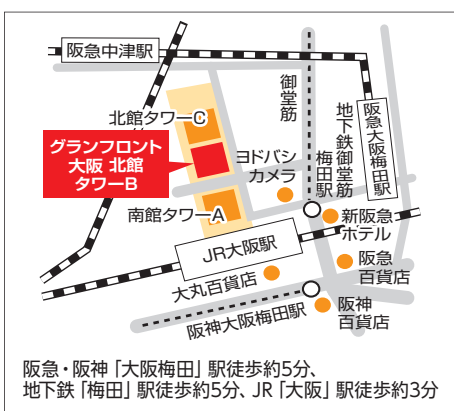 阪急中津駅
御堂筋
阪急大阪梅田駅
地下鉄御堂筋
梅田駅
北館タワーC
グランフロント
大阪 北館
タワーB
ヨドバシ
カメラ
南館タワーA
新阪急
ホテル
JR大阪駅
阪急
百貨店
大丸百貨店
阪神大阪梅田駅
阪神
百貨店
阪急・阪神「大阪梅田」駅徒歩約5分、
地下鉄「梅田」駅徒歩約5分、JR「大阪」駅徒歩約3分